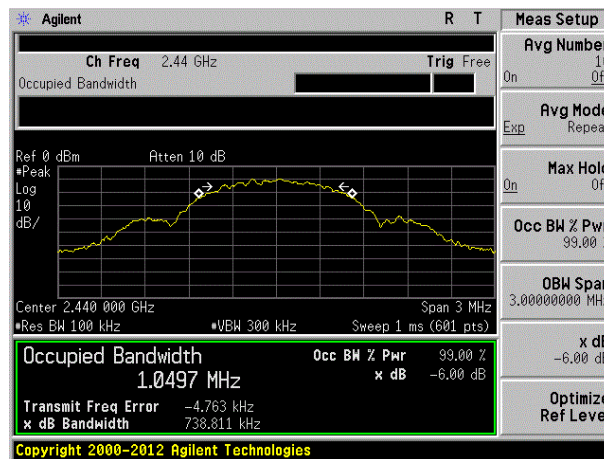 Agilent R T Meas Setup
Ch Freq 2.44 GHz Trig Free
Occupied Bandwidth
Avg Number
On
Avg Mode
Exp
Max Hold
On
Occ BW % Pwr
99.00
OBW Span
3.00000000
x dB
-6.00
Optimize
Ref Level
Ref 0 dBm Atten 10 dB
#Peak
Log
10
dB/
Center 2.440 000 GHz Span 3 MHz
#Res BW 100 kHz #VBW 300 kHz Sweep 1 ms (601 pts)
Occupied Bandwidth Occ BW % Pwr 99.00 %
1.0497 MHz x dB -6.00 dB
Transmit Freq Error -4.763 kHz
x dB Bandwidth 738.811 kHz
Copyright 2000-2012 Agilent Technologies